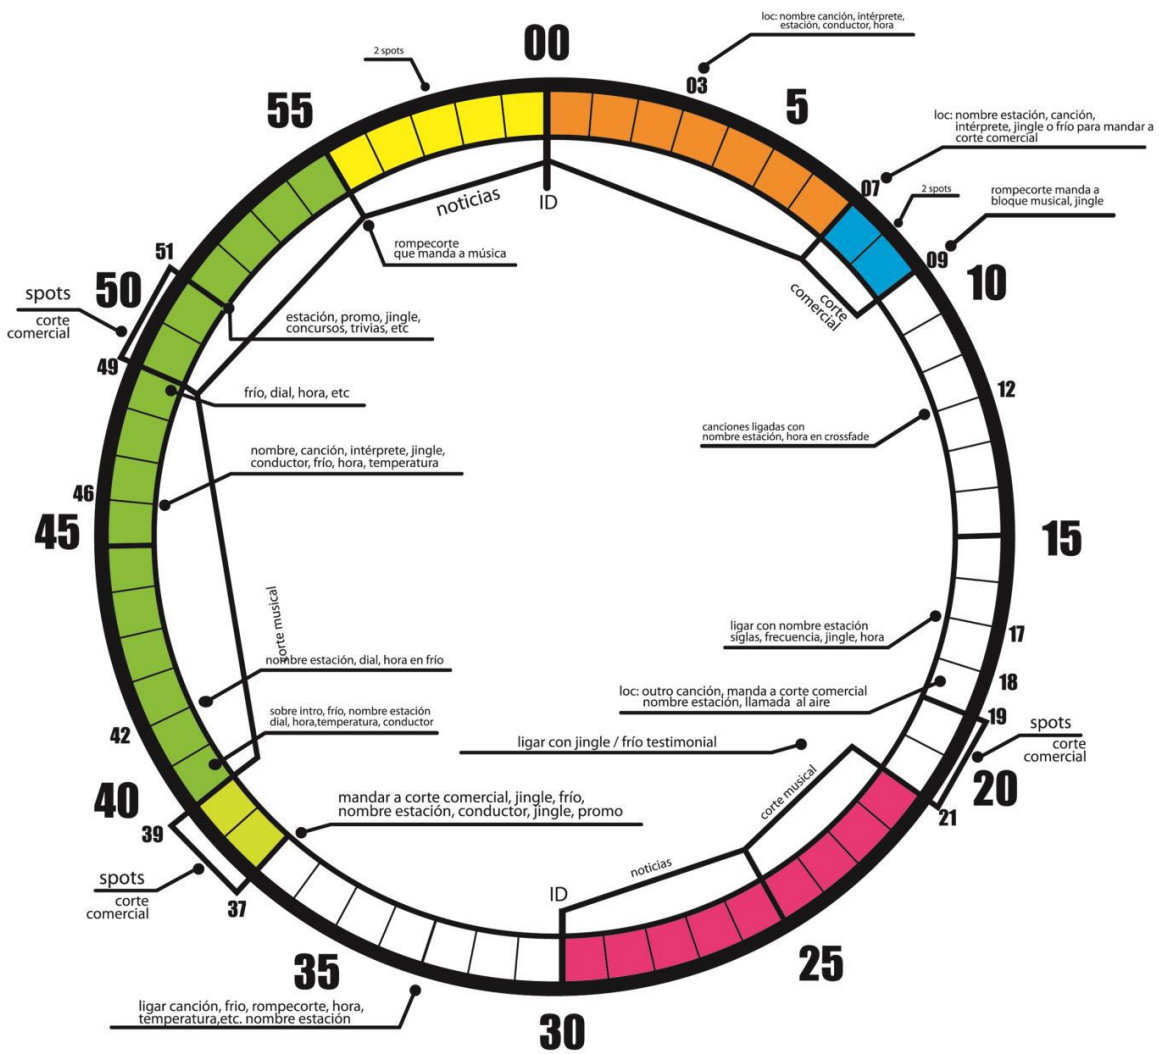 00
loc: nombre canción, intérprete,
estación, conductor, hora
03
5
loc: nombre estación, canción,
intérprete, jingle o frío para mandar a
corte comercial
07
2 spots
rompecorte manda a
bloque musical, jingle
09
10
corte
comercial
12
canciones ligadas con
nombre estación, hora en crossfade
15
ligar con nombre estación
siglas, frecuencia, jingle, hora
17
18
loc: outro canción, manda a corte comercial
nombre estación, llamada al aire
19
spots
corte
comercial
20
21
ligar con jingle / frío testimonial
corte musical
25
noticias
ID
30
ligar canción, frio, rompecorte, hora,
temperatura,etc. nombre estación
35
37
mandar a corte comercial, jingle, frío,
nombre estación, conductor, jingle, promo
spots
corte
comercial
39
40
sobre intro, frío, nombre estación
dial, hora,temperatura, conductor
42
nombre estación, dial, hora en frío
corte musical
45
46
nombre, canción, intérprete, jingle,
conductor, frío, hora, temperatura
frío, dial, hora, etc
49
spots
corte
comercial
50
51
estación, promo, jingle,
concursos, trivias, etc
rompecorte
que manda a música
55
2 spots
noticias
ID